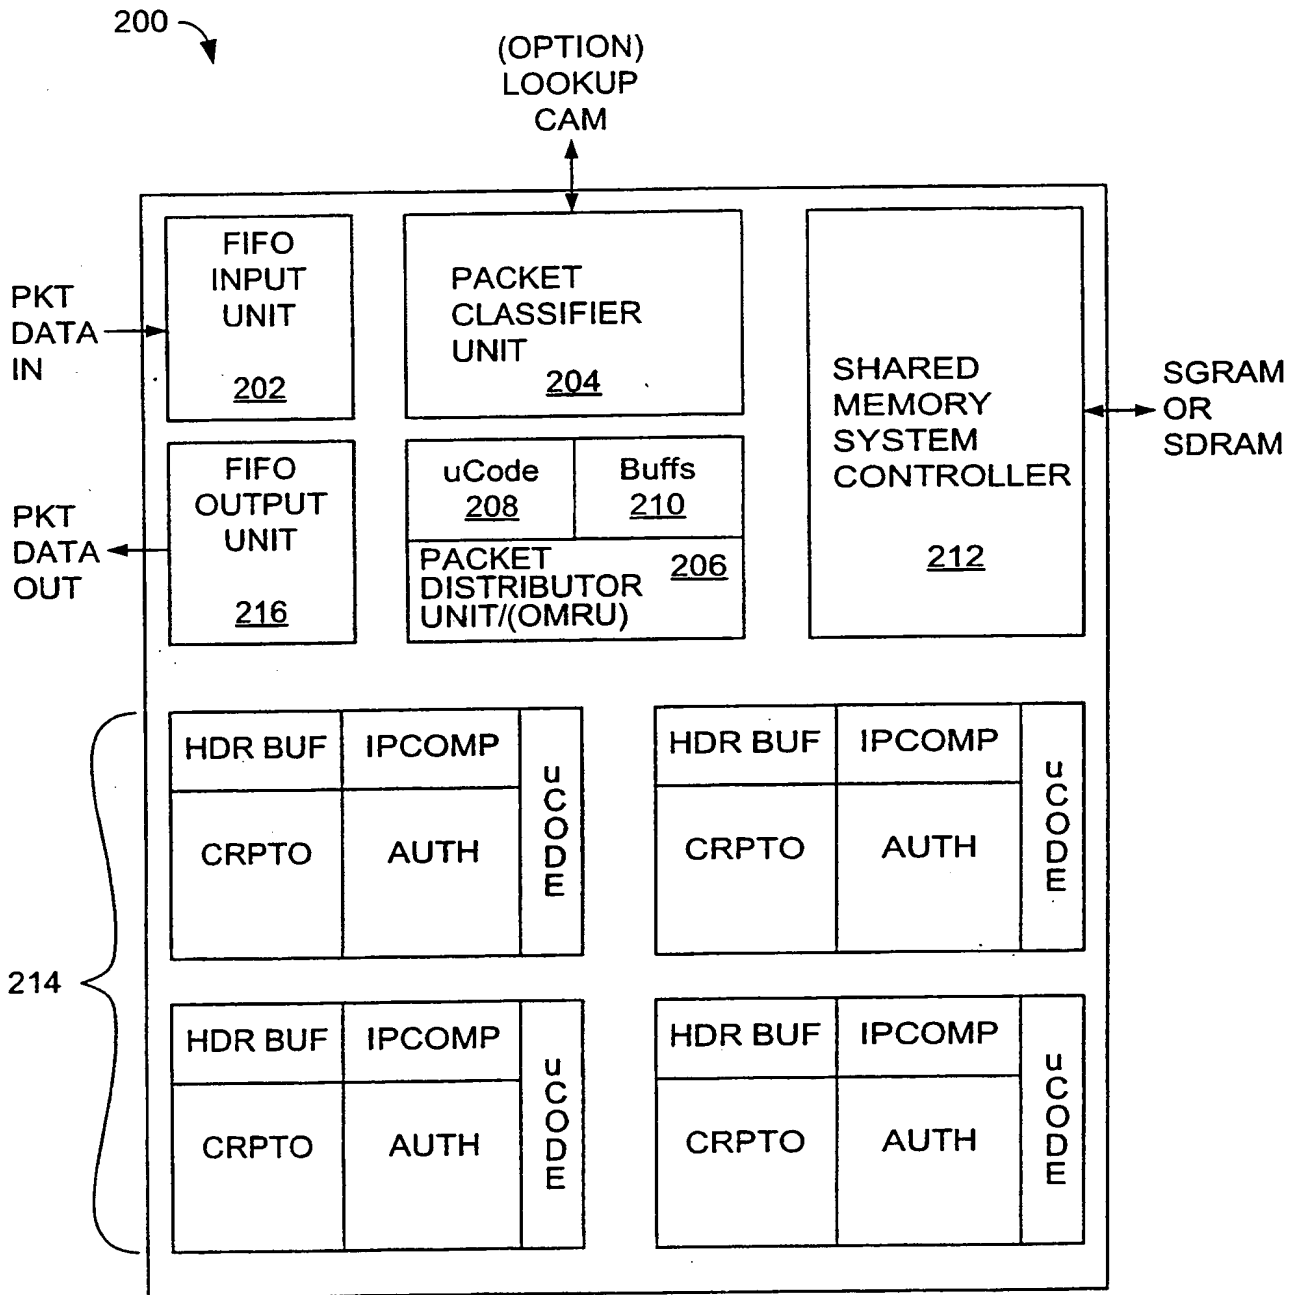 200
(OPTION)
LOOKUP
CAM
PKT
DATA
IN
FIFO
INPUT
UNIT
202
PACKET
CLASSIFIER
UNIT
204
SHARED
MEMORY
SYSTEM
CONTROLLER
212
SGRAM
OR
SDRAM
PKT
DATA
OUT
FIFO
OUTPUT
UNIT
216
uCode
208
Buffs
210
PACKET
DISTRIBUTOR
UNIT/(OMRU)
206
214
HDR BUF
IPCOMP
CRPTO
AUTH
uCODE
HDR BUF
IPCOMP
CRPTO
AUTH
uCODE
HDR BUF
IPCOMP
CRPTO
AUTH
uCODE
HDR BUF
IPCOMP
CRPTO
AUTH
uCODE